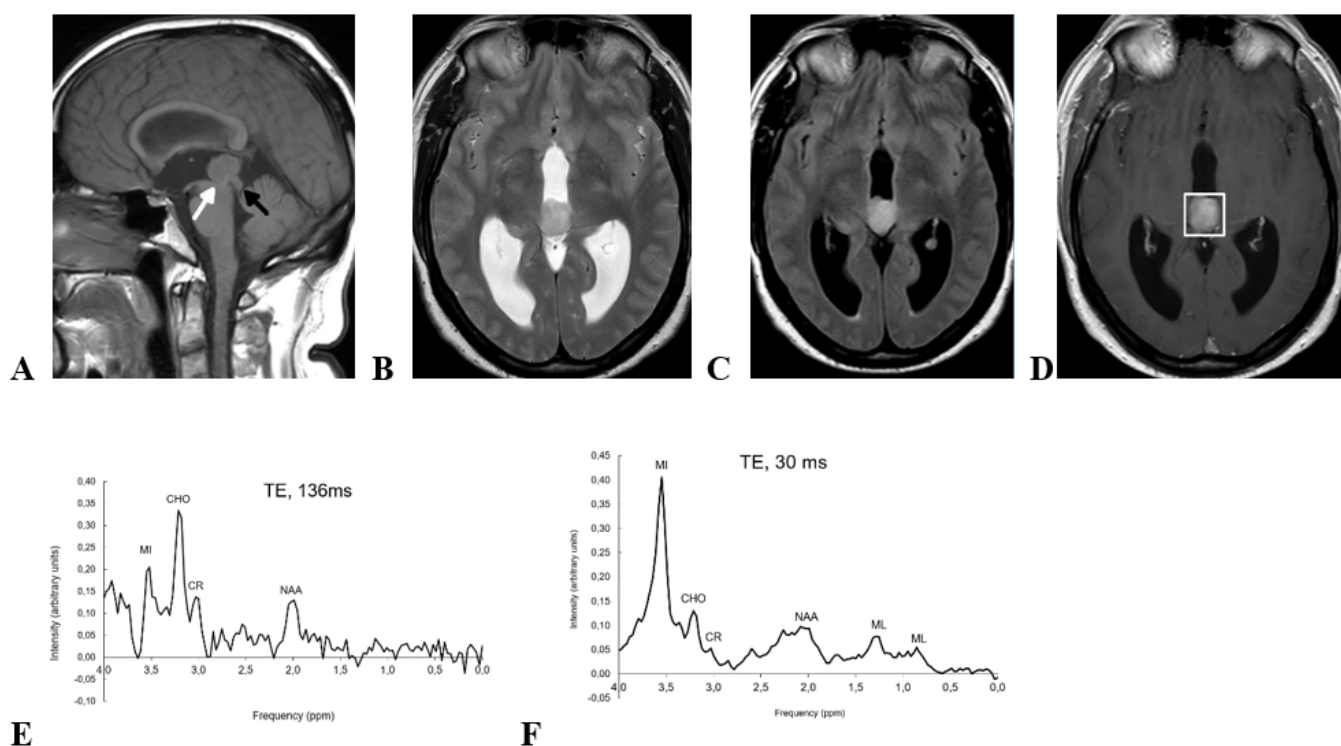 A
B
C
D
TE, 136ms
Intensity (arbitrary units)
0,40
0,35
0,30
0,25
0,20
0,15
0,10
0,05
0,00
-0,05
-0,10
MI
CHO
CR
NAA
4,0 3,5 3,0 2,5 2,0 1,5 1,0 0,5 0,0
Frequency (ppm)
E
TE, 30 ms
Intensity (arbitrary units)
0,45
0,40
0,35
0,30
0,25
0,20
0,15
0,10
0,05
0,00
-0,05
MI
CHO
CR
NAA
ML
ML
4,0 3,5 3,0 2,5 2,0 1,5 1,0 0,5 0,0
Frequency (ppm)
F